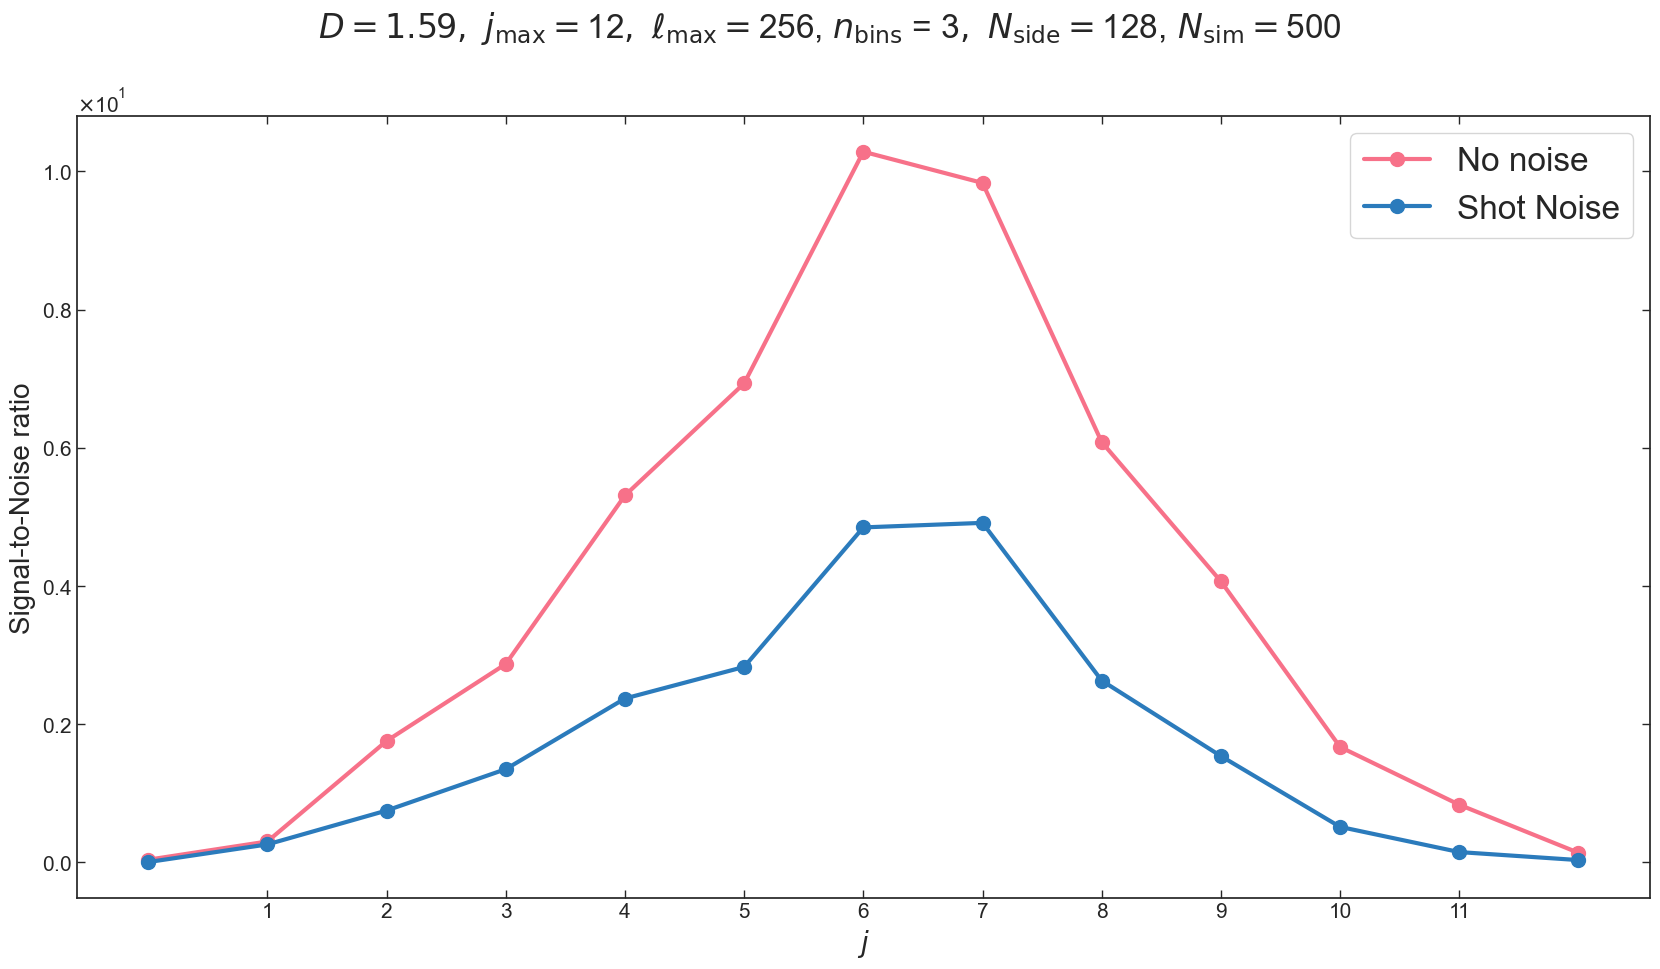 D = 1.59, j_max = 12, ℓ_max = 256, n_bins = 3, N_side = 128, N_sim = 500
×10¹
No noise
Shot Noise
1.0
0.8
0.6
0.4
0.2
0.0
Signal-to-Noise ratio
1 2 3 4 5 6 7 8 9 10 11
j